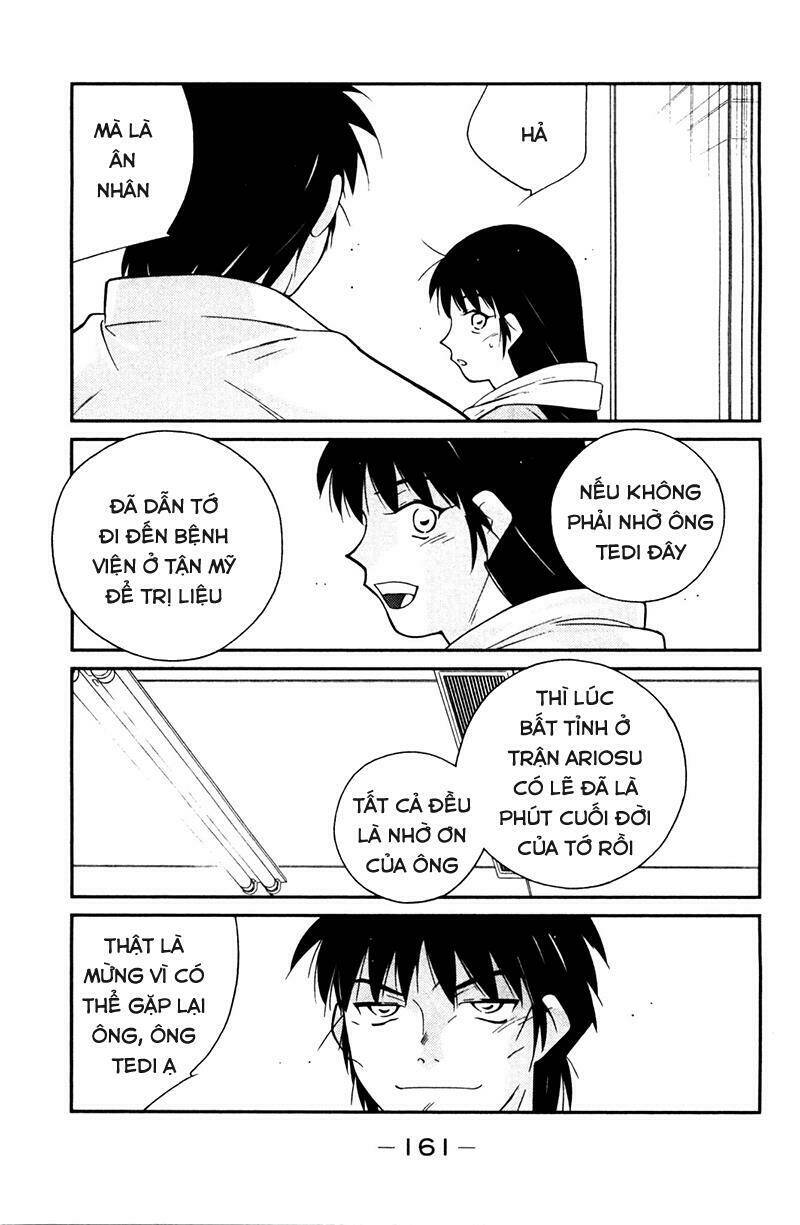 HẢ
MÀ LÀ
ÂN
NHÂN
NẾU KHÔNG
PHẢI NHỜ ÔNG
TEDI ĐÂY
ĐÃ DẪN TỚ
ĐI ĐẾN BỆNH
VIỆN Ở TẬN MỸ
ĐỂ TRỊ LIỆU
THÌ LÚC
BẤT TỈNH Ở
TRẬN ARIOSU
CÓ LẼ ĐÃ LÀ
PHÚT CUỐI ĐỜI
CỦA TỚ RỒI
TẤT CẢ ĐỀU
LÀ NHỜ ƠN
CỦA ÔNG
THẬT LÀ
MỪNG VÌ CÓ
THỂ GẶP LẠI
ÔNG, ÔNG
TEDI Ạ
—161—